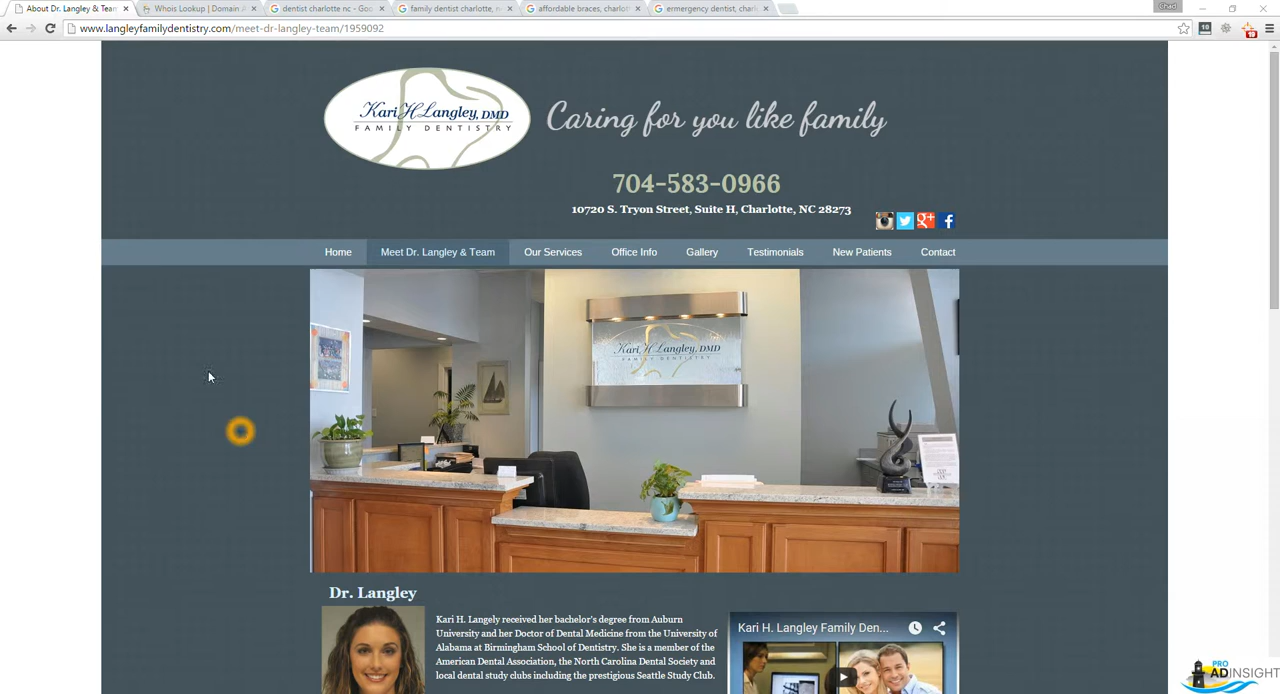 About Dr. Langley & Team
Whois Lookup | Domain A
dentist charlotte nc - Goo
family dentist charlotte, n
affordable braces, charlot
ermergency dentist, charl
Chad
www.langleyfamilydentistry.com/meet-dr-langley-team/1959092
Kari H. Langley, DMD
FAMILY DENTISTRY
Caring for you like family
704-583-0966
10720 S. Tryon Street, Suite H, Charlotte, NC 28273
Home Meet Dr. Langley & Team Our Services Office Info Gallery Testimonials New Patients Contact
Kari H. Langley, DMD
FAMILY DENTISTRY
Dr. Langley
Kari H. Langely received her bachelor's degree from Auburn
University and her Doctor of Dental Medicine from the University of
Alabama at Birmingham School of Dentistry. She is a member of the
American Dental Association, the North Carolina Dental Society and
local dental study clubs including the prestigious Seattle Study Club.
Kari H. Langley Family Den...
PRO
ADINSIGHT